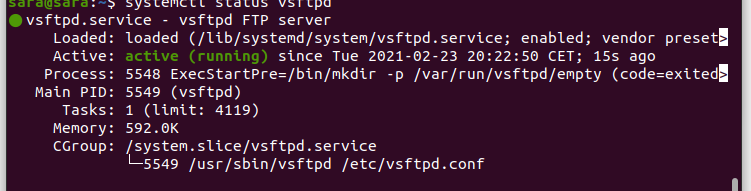 sara@sara:~$ systemctl status vsftpd
● vsftpd.service - vsftpd FTP server
Loaded: loaded (/lib/systemd/system/vsftpd.service; enabled; vendor preset>
Active: active (running) since Tue 2021-02-23 20:22:50 CET; 15s ago
Process: 5548 ExecStartPre=/bin/mkdir -p /var/run/vsftpd/empty (code=exited>
Main PID: 5549 (vsftpd)
Tasks: 1 (limit: 4119)
Memory: 592.0K
CGroup: /system.slice/vsftpd.service
└─5549 /usr/sbin/vsftpd /etc/vsftpd.conf